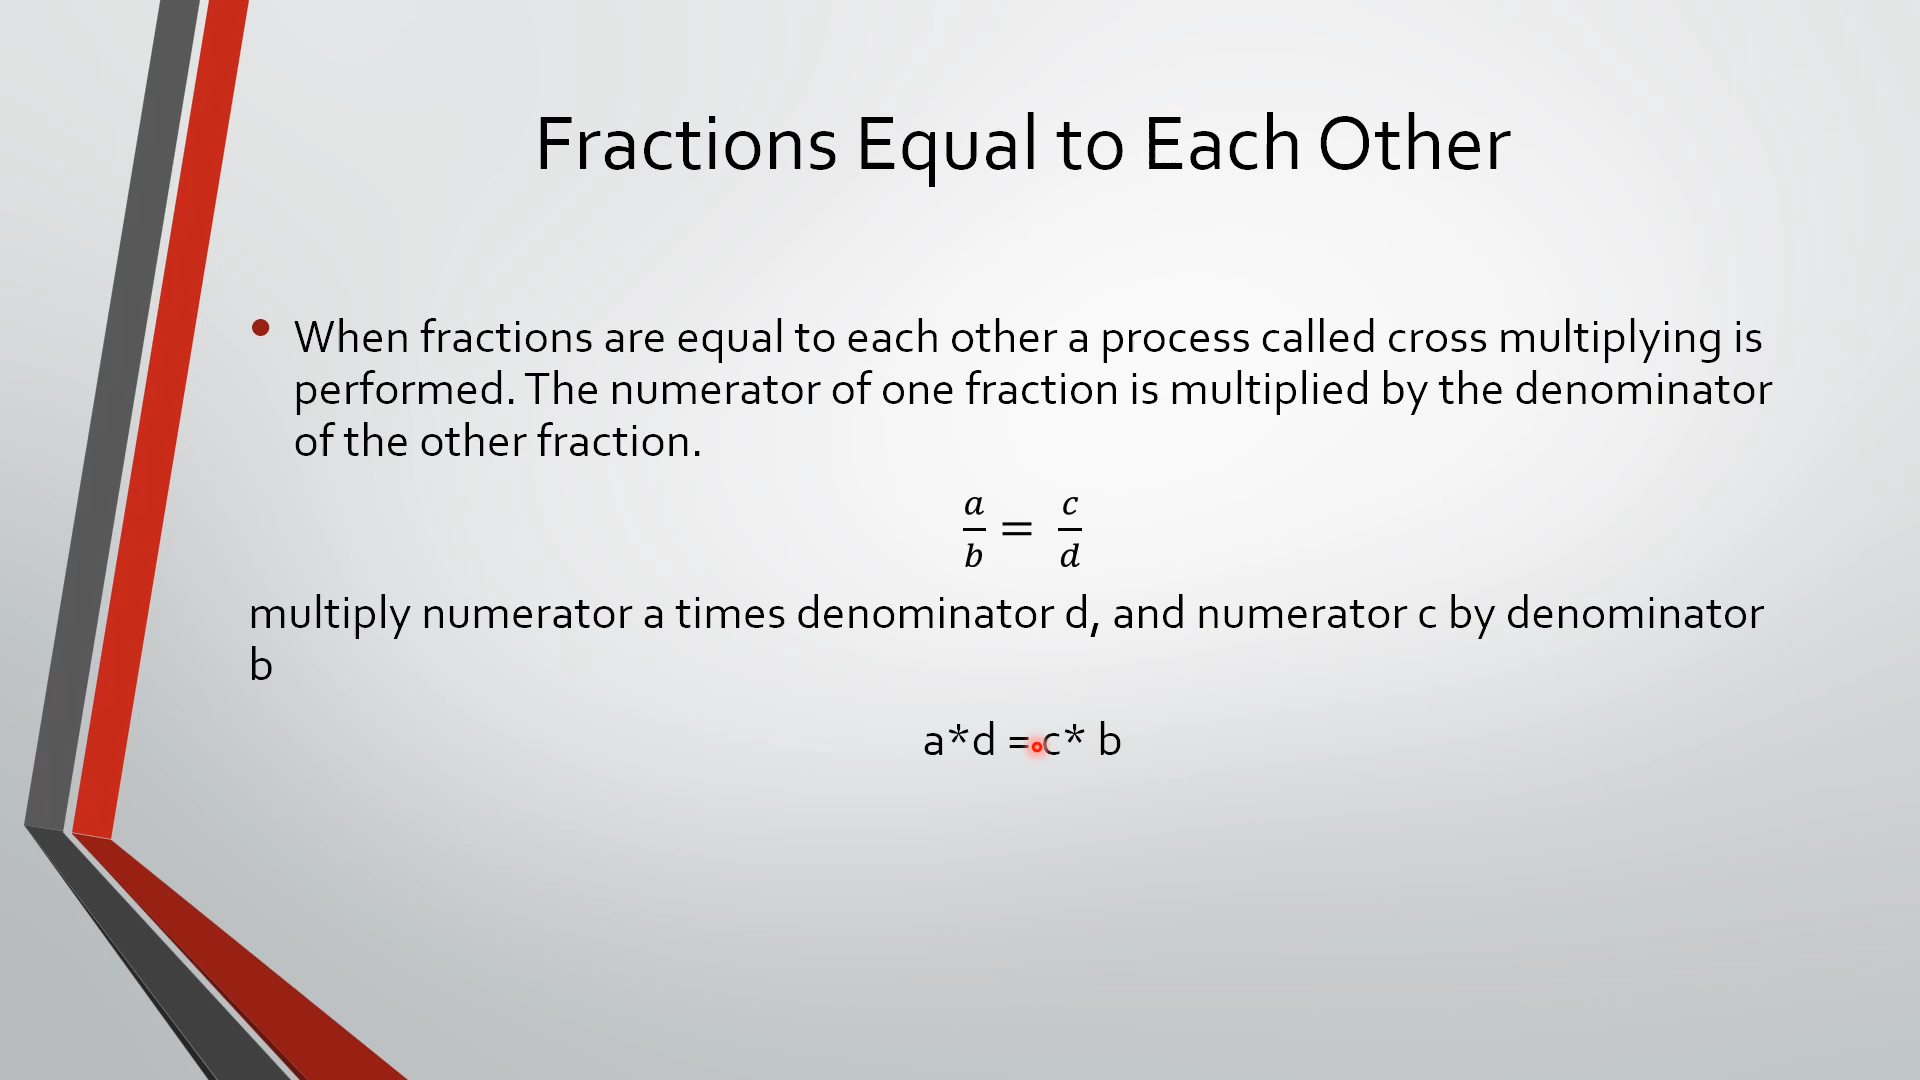 Fractions Equal to Each Other
• When fractions are equal to each other a process called cross multiplying is
performed. The numerator of one fraction is multiplied by the denominator
of the other fraction.
a/b = c/d
multiply numerator a times denominator d, and numerator c by denominator
b
a*d = c* b